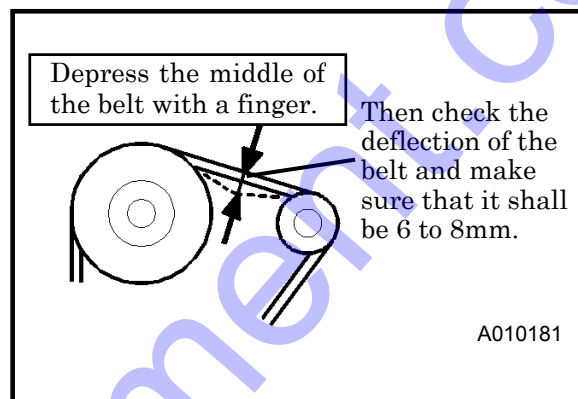 Depress the middle of
the belt with a finger.
Then check the
deflection of the
belt and make
sure that it shall
be 6 to 8mm.
A010181
ment.c